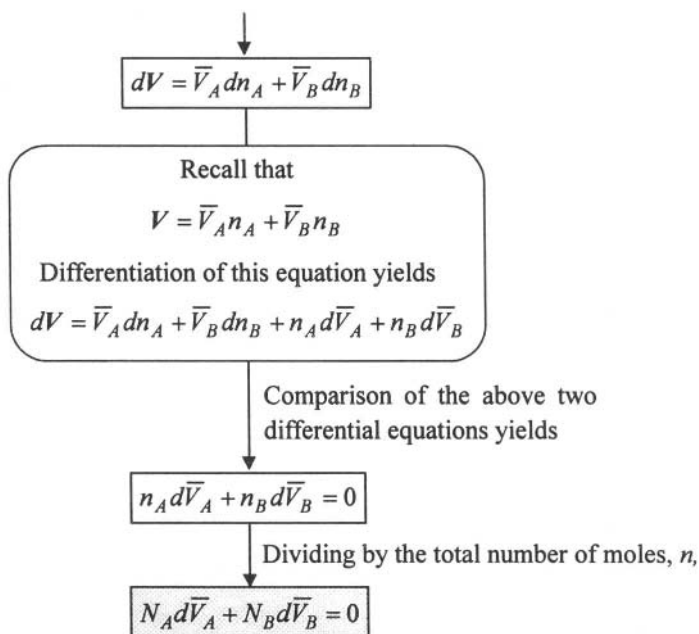 dV = V̅_A dn_A + V̅_B dn_B
Recall that
V = V̅_A n_A + V̅_B n_B
Differentiation of this equation yields
dV = V̅_A dn_A + V̅_B dn_B + n_A dV̅_A + n_B dV̅_B
Comparison of the above two
differential equations yields
n_A dV̅_A + n_B dV̅_B = 0
Dividing by the total number of moles, n,
N_A dV̅_A + N_B dV̅_B = 0